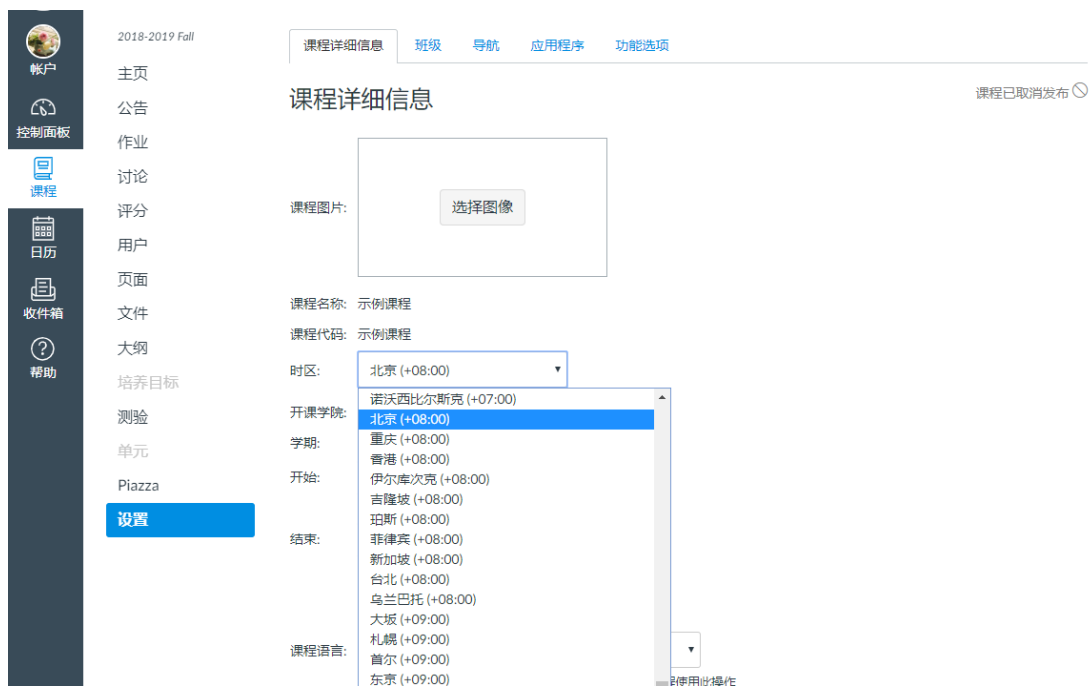 帐户
控制面板
课程
日历
收件箱
帮助
2018-2019 Fall
主页
公告
作业
讨论
评分
用户
页面
文件
大纲
培养目标
测验
单元
Piazza
设置
课程详细信息 班级 导航 应用程序 功能选项
课程详细信息
课程已取消发布
课程图片:
选择图像
课程名称: 示例课程
课程代码: 示例课程
时区: 北京 (+08:00)
开课学院:
学期:
开始:
结束:
课程语言:
诺沃西比尔斯克 (+07:00)
北京 (+08:00)
重庆 (+08:00)
香港 (+08:00)
伊尔库次克 (+08:00)
吉隆坡 (+08:00)
珀斯 (+08:00)
菲律宾 (+08:00)
新加坡 (+08:00)
台北 (+08:00)
乌兰巴托 (+08:00)
大坂 (+09:00)
札幌 (+09:00)
首尔 (+09:00)
东京 (+09:00)
程使用此操作